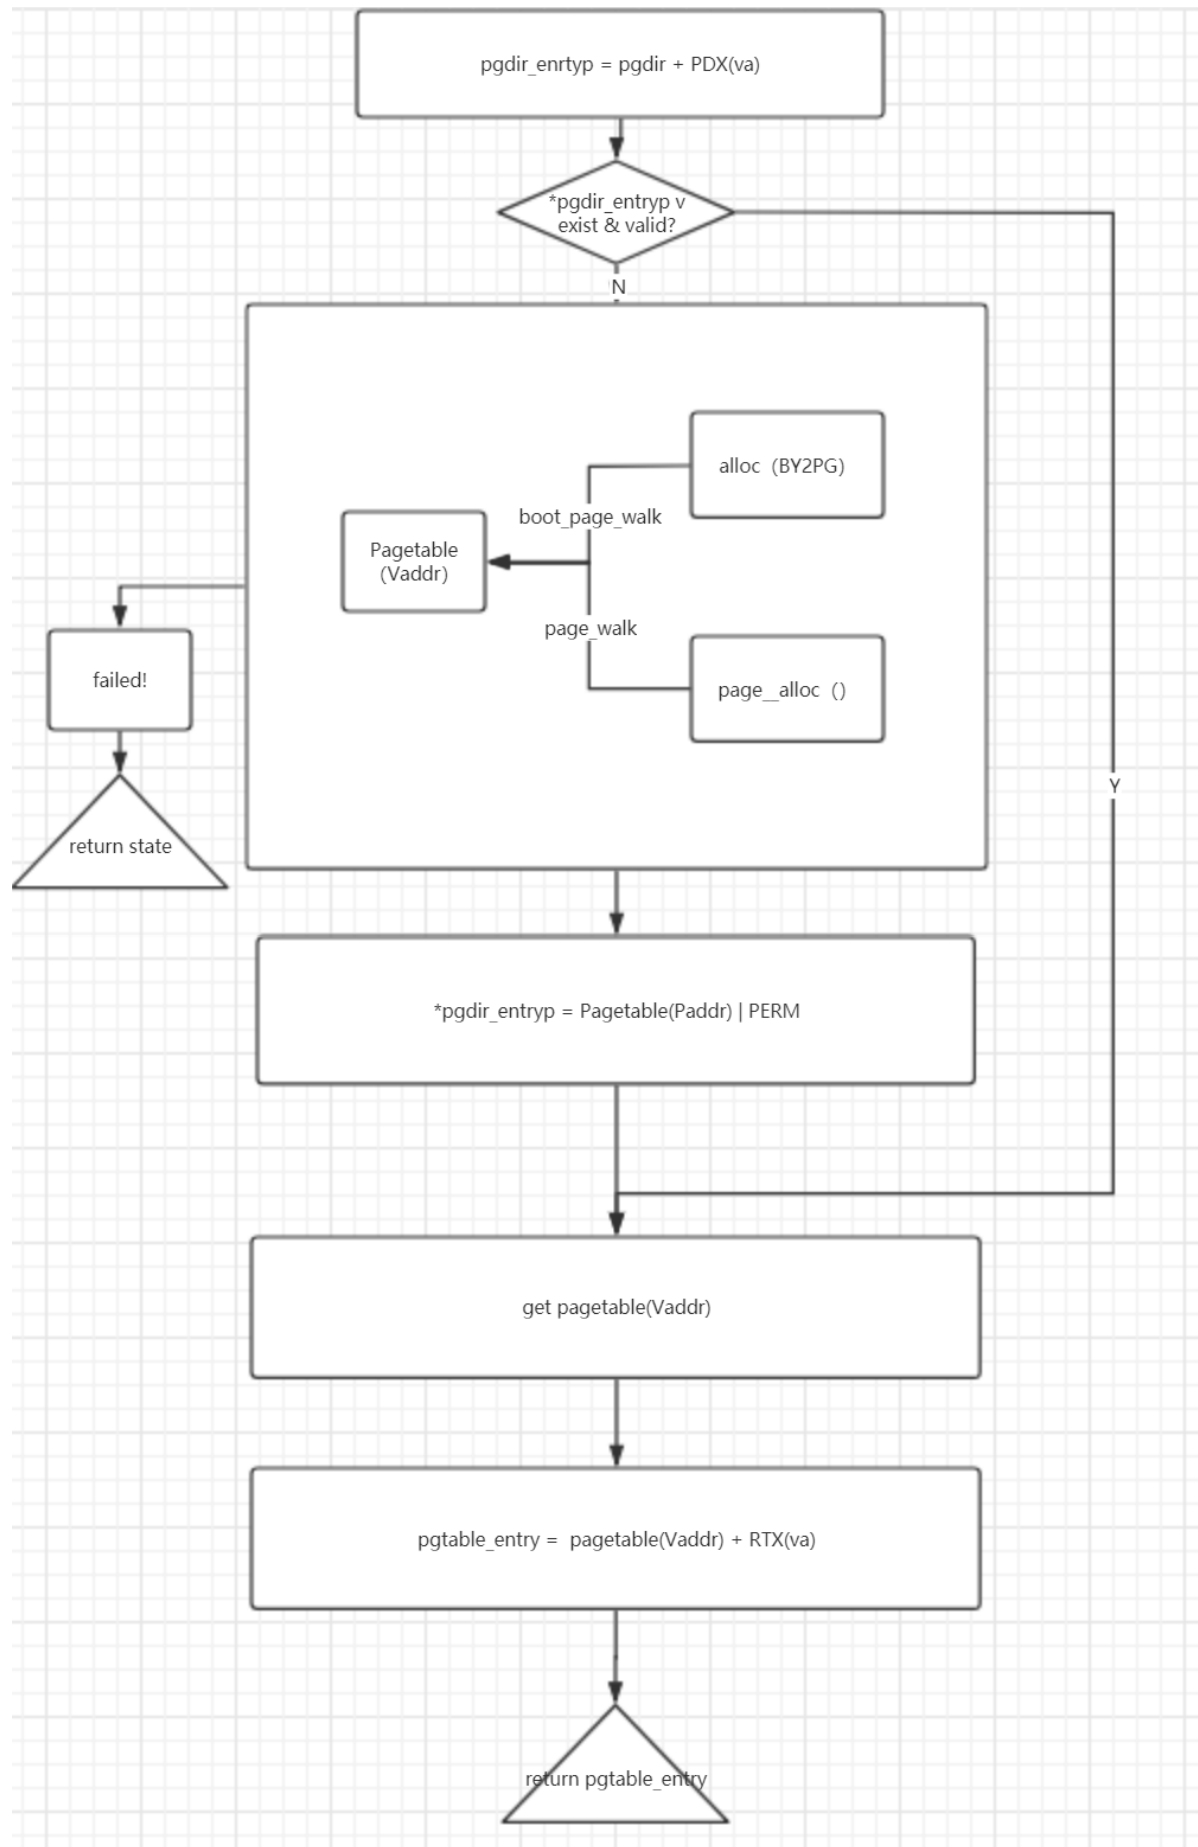 pgdir_enrtyp = pgdir + PDX(va)
*pgdir_entryp v
exist & valid?
N
alloc  (BY2PG)
boot_page_walk
Pagetable
(Vaddr)
page_walk
page__alloc  ()
failed!
return state
Y
*pgdir_entryp = Pagetable(Paddr) | PERM
get pagetable(Vaddr)
pgtable_entry =  pagetable(Vaddr) + RTX(va)
return pgtable_entry